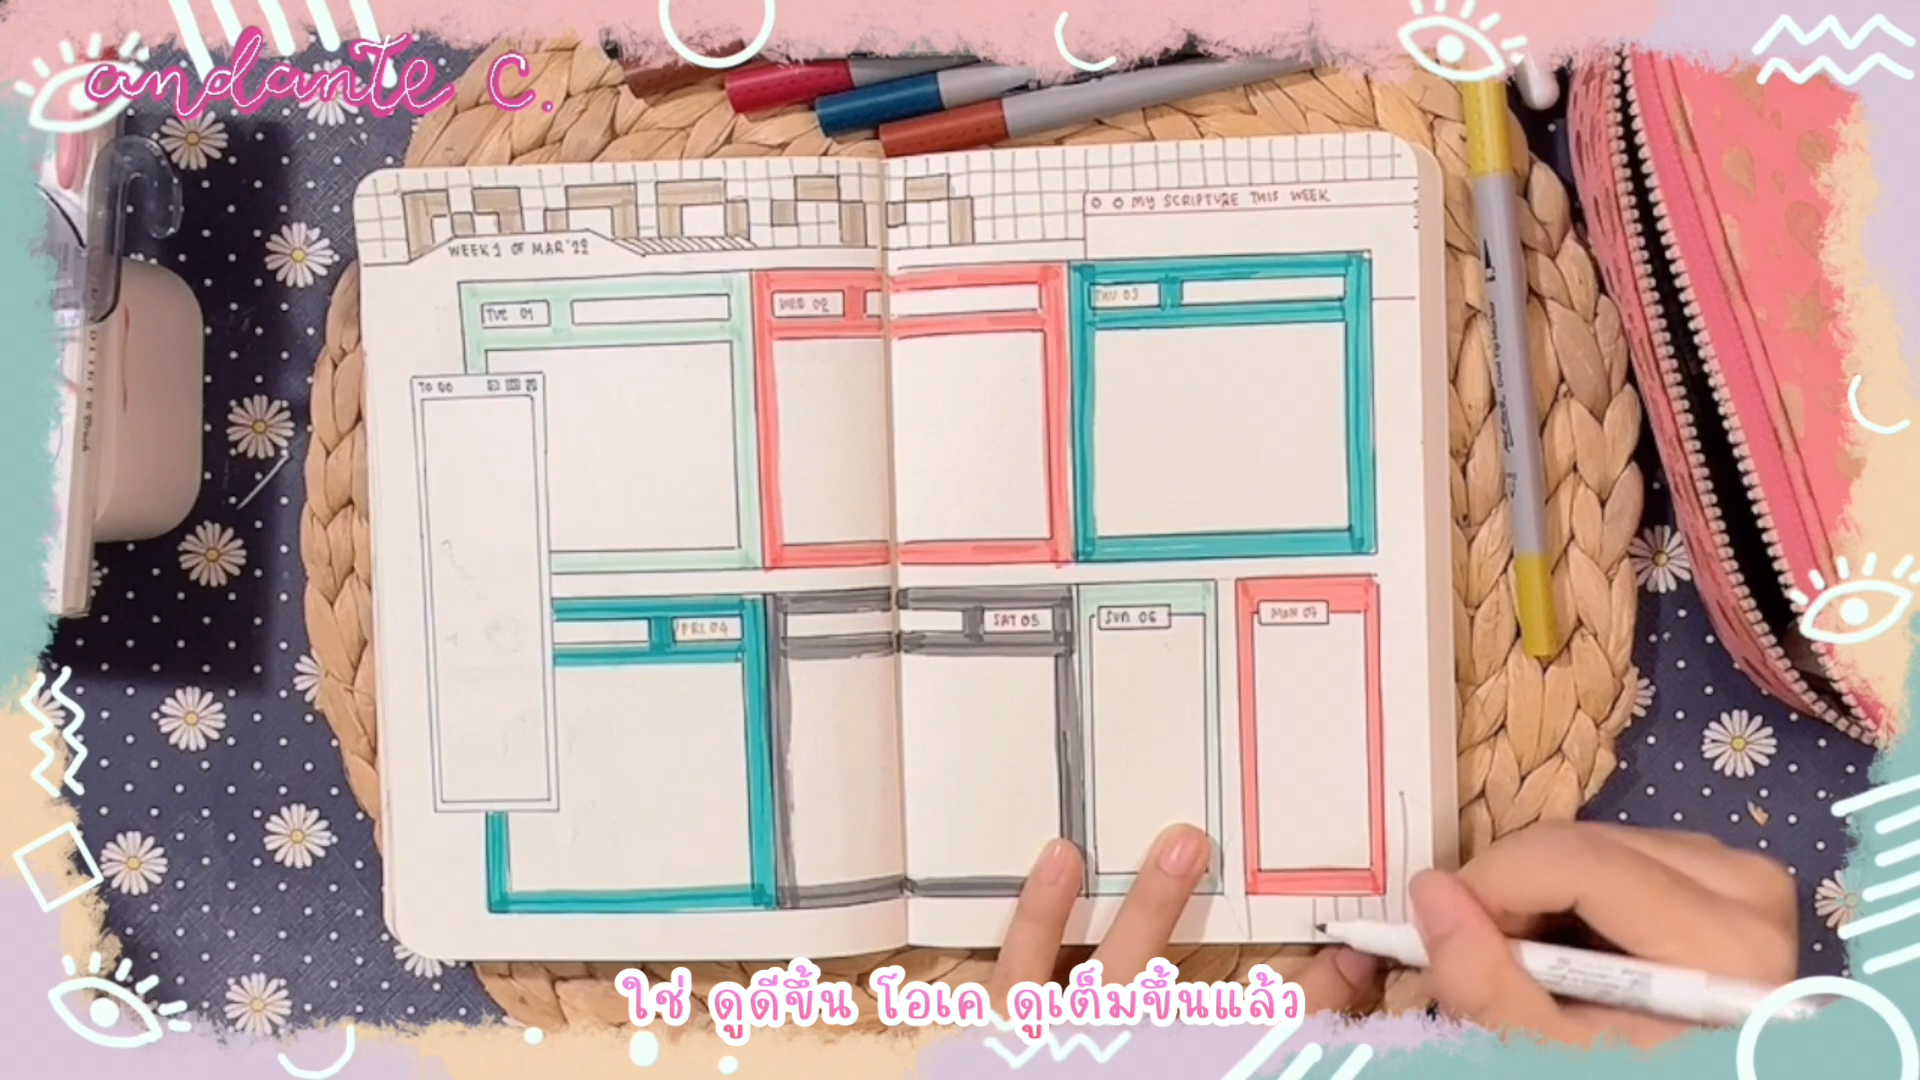 andante c.
MY SCRIPTURE THIS WEEK
WEEK 1 OF MAR '22
TUE 01
WED 02
THU 03
TO DO
FRI 04
SAT 05
SUN 06
MON 07
ใช่ ดูดีขึ้น โอเค ดูเต็มขึ้นแล้ว